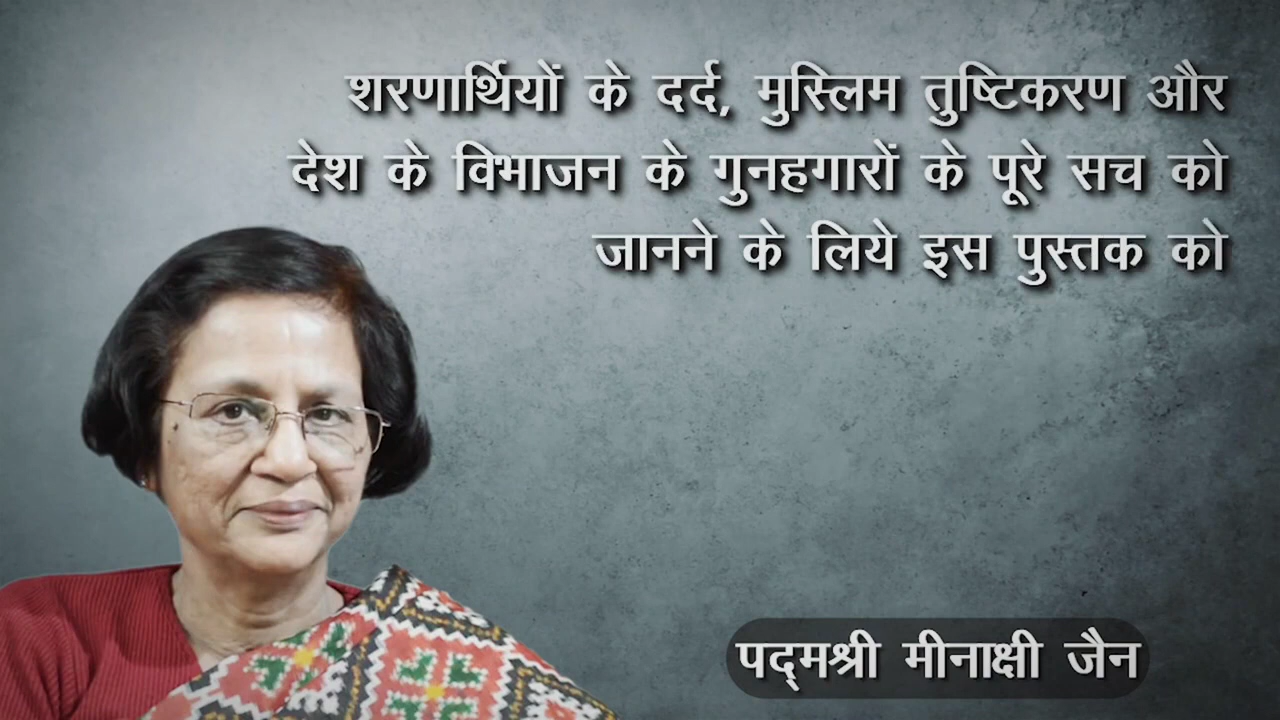 शरणार्थियों के दर्द, मुस्लिम तुष्टिकरण और
देश के विभाजन के गुनहगारों के पूरे सच को
जानने के लिये इस पुस्तक को
पद्मश्री मीनाक्षी जैन